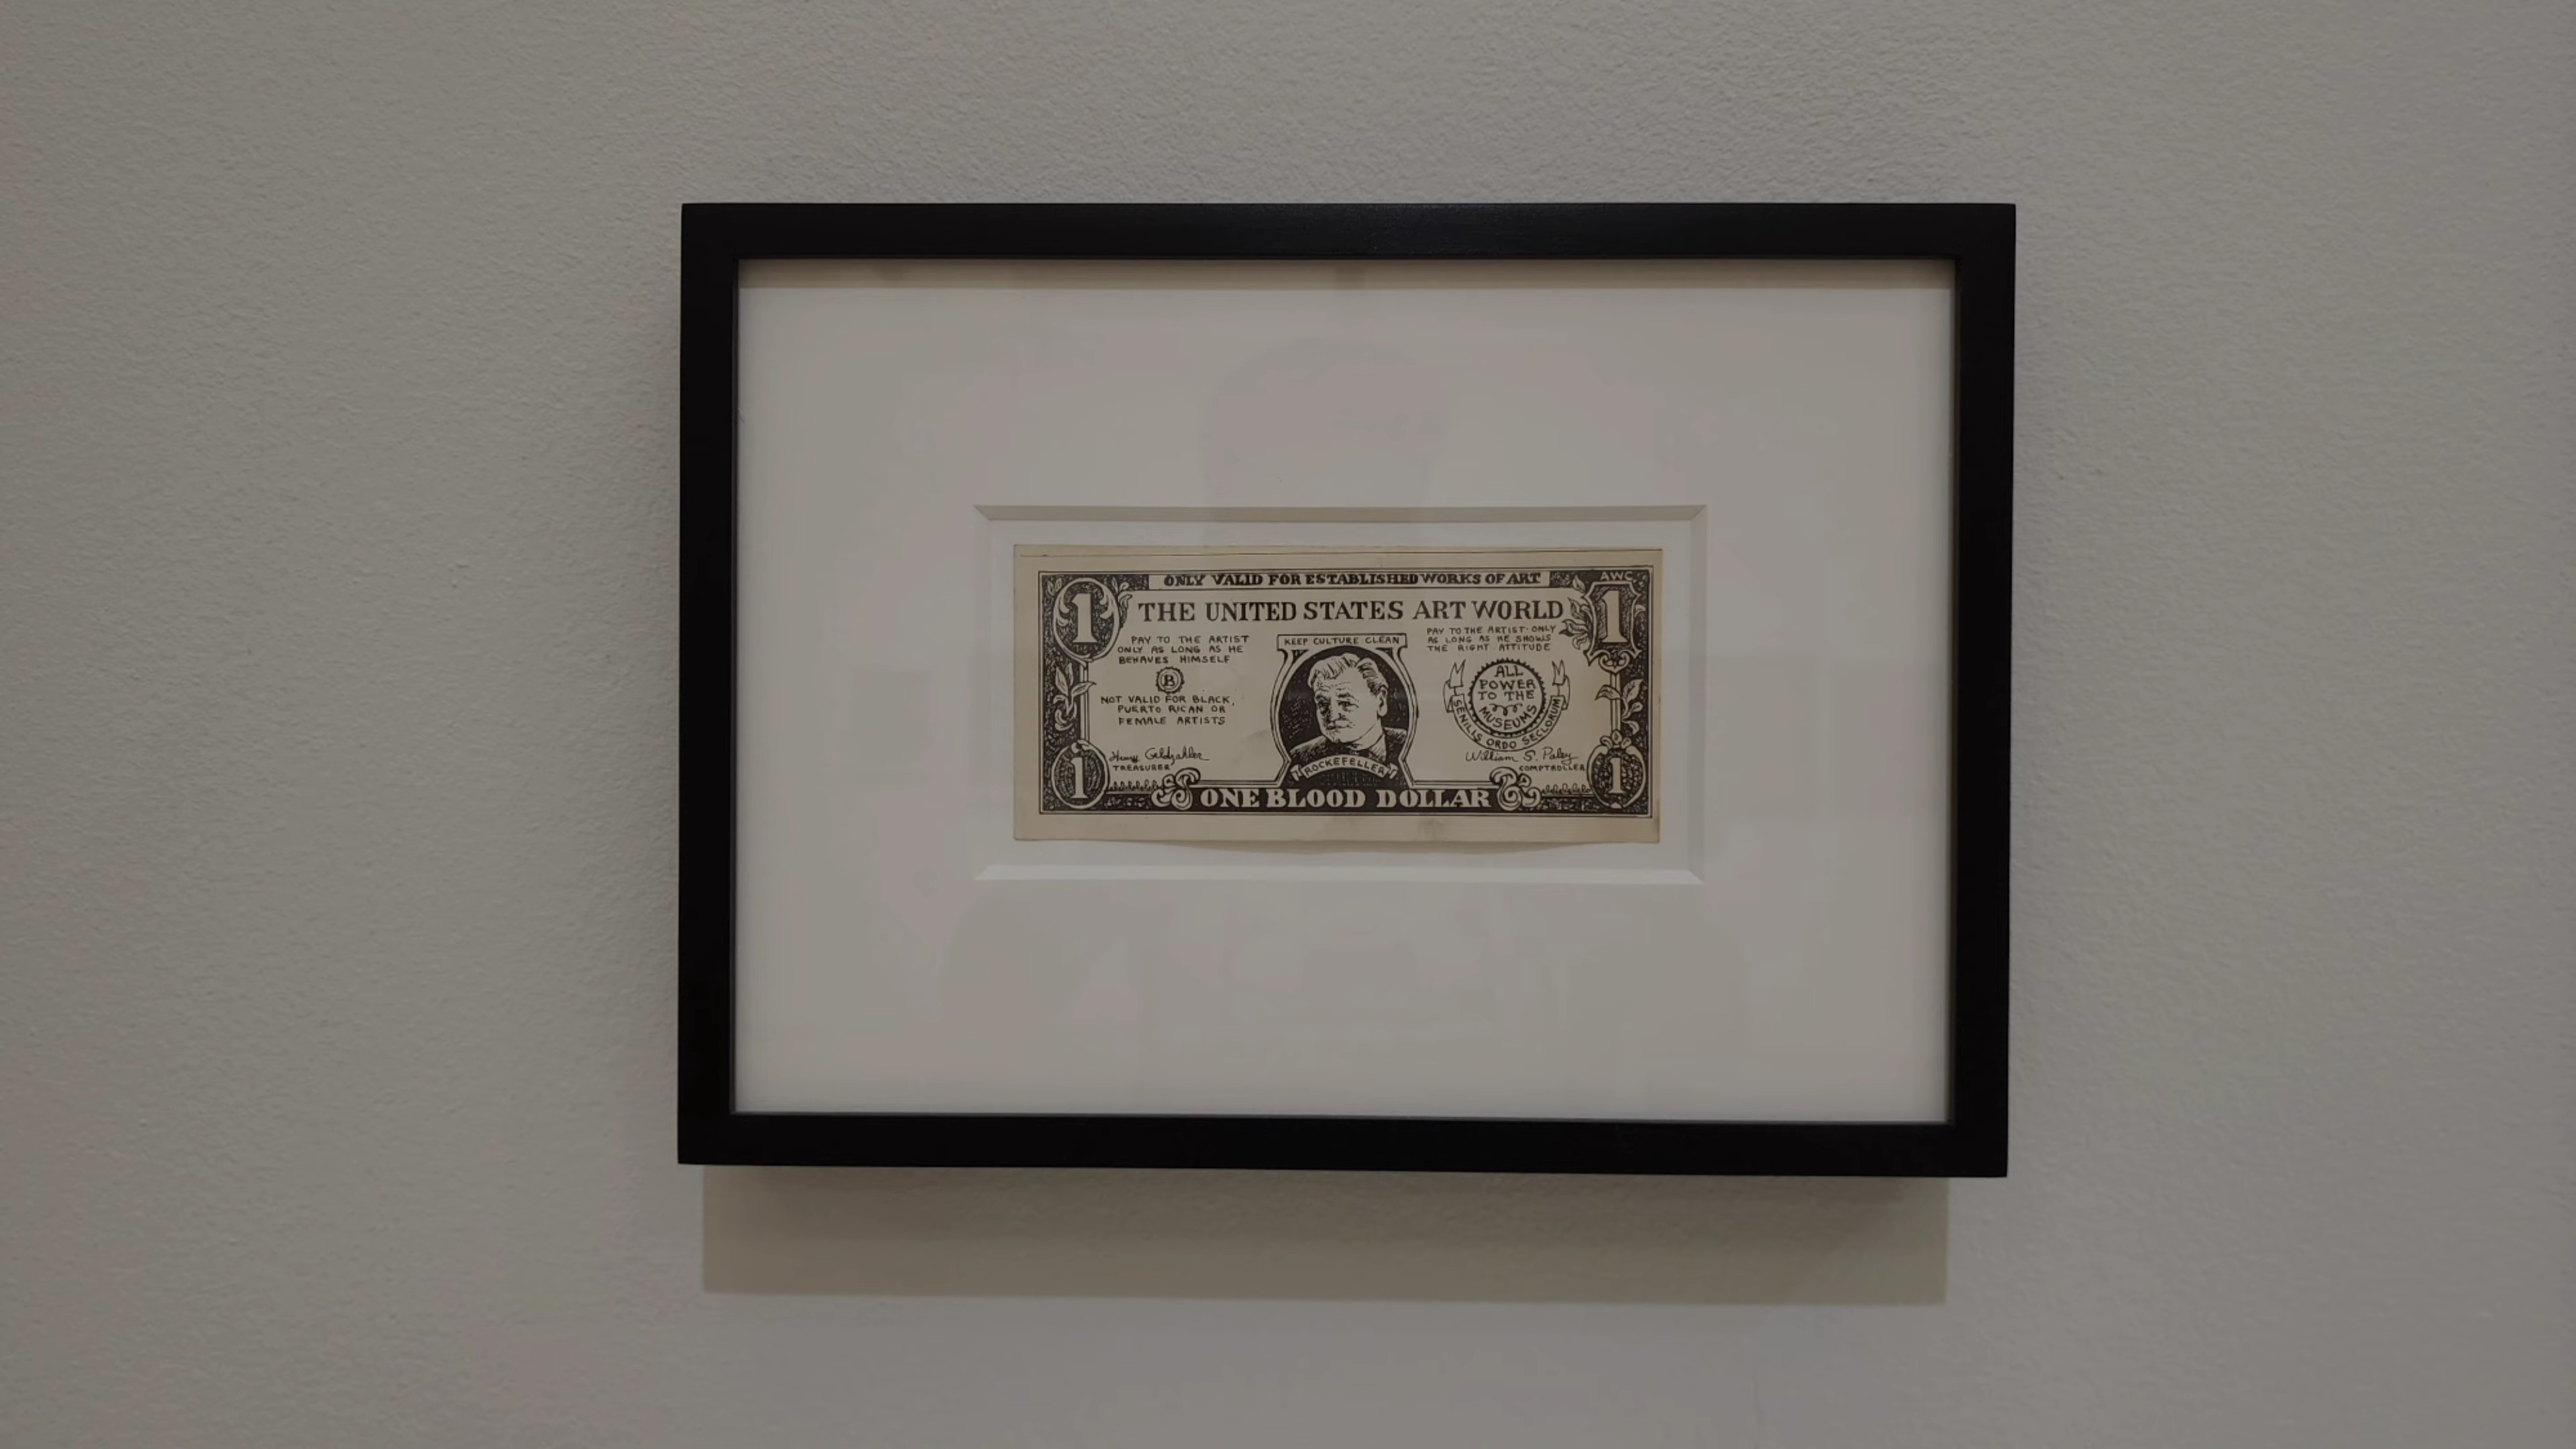 ONLY VALID FOR ESTABLISHED WORKS OF ART
AWC
1
1
THE UNITED STATES ART WORLD
PAY TO THE ARTIST
ONLY AS LONG AS HE
BEHAVES HIMSELF
B
NOT VALID FOR BLACK,
PUERTO RICAN OR
FEMALE ARTISTS
Henry Geldzahler
TREASURER
KEEP CULTURE CLEAN
ROCKEFELLER
PAY TO THE ARTIST·ONLY
AS LONG AS HE SHOWS
THE RIGHT ATTITUDE
ALL
POWER
TO THE
MUSEUMS
SENILIS ORDO SECLORUM
William S. Paley
COMPTROLLER
1
ONE BLOOD DOLLAR
1